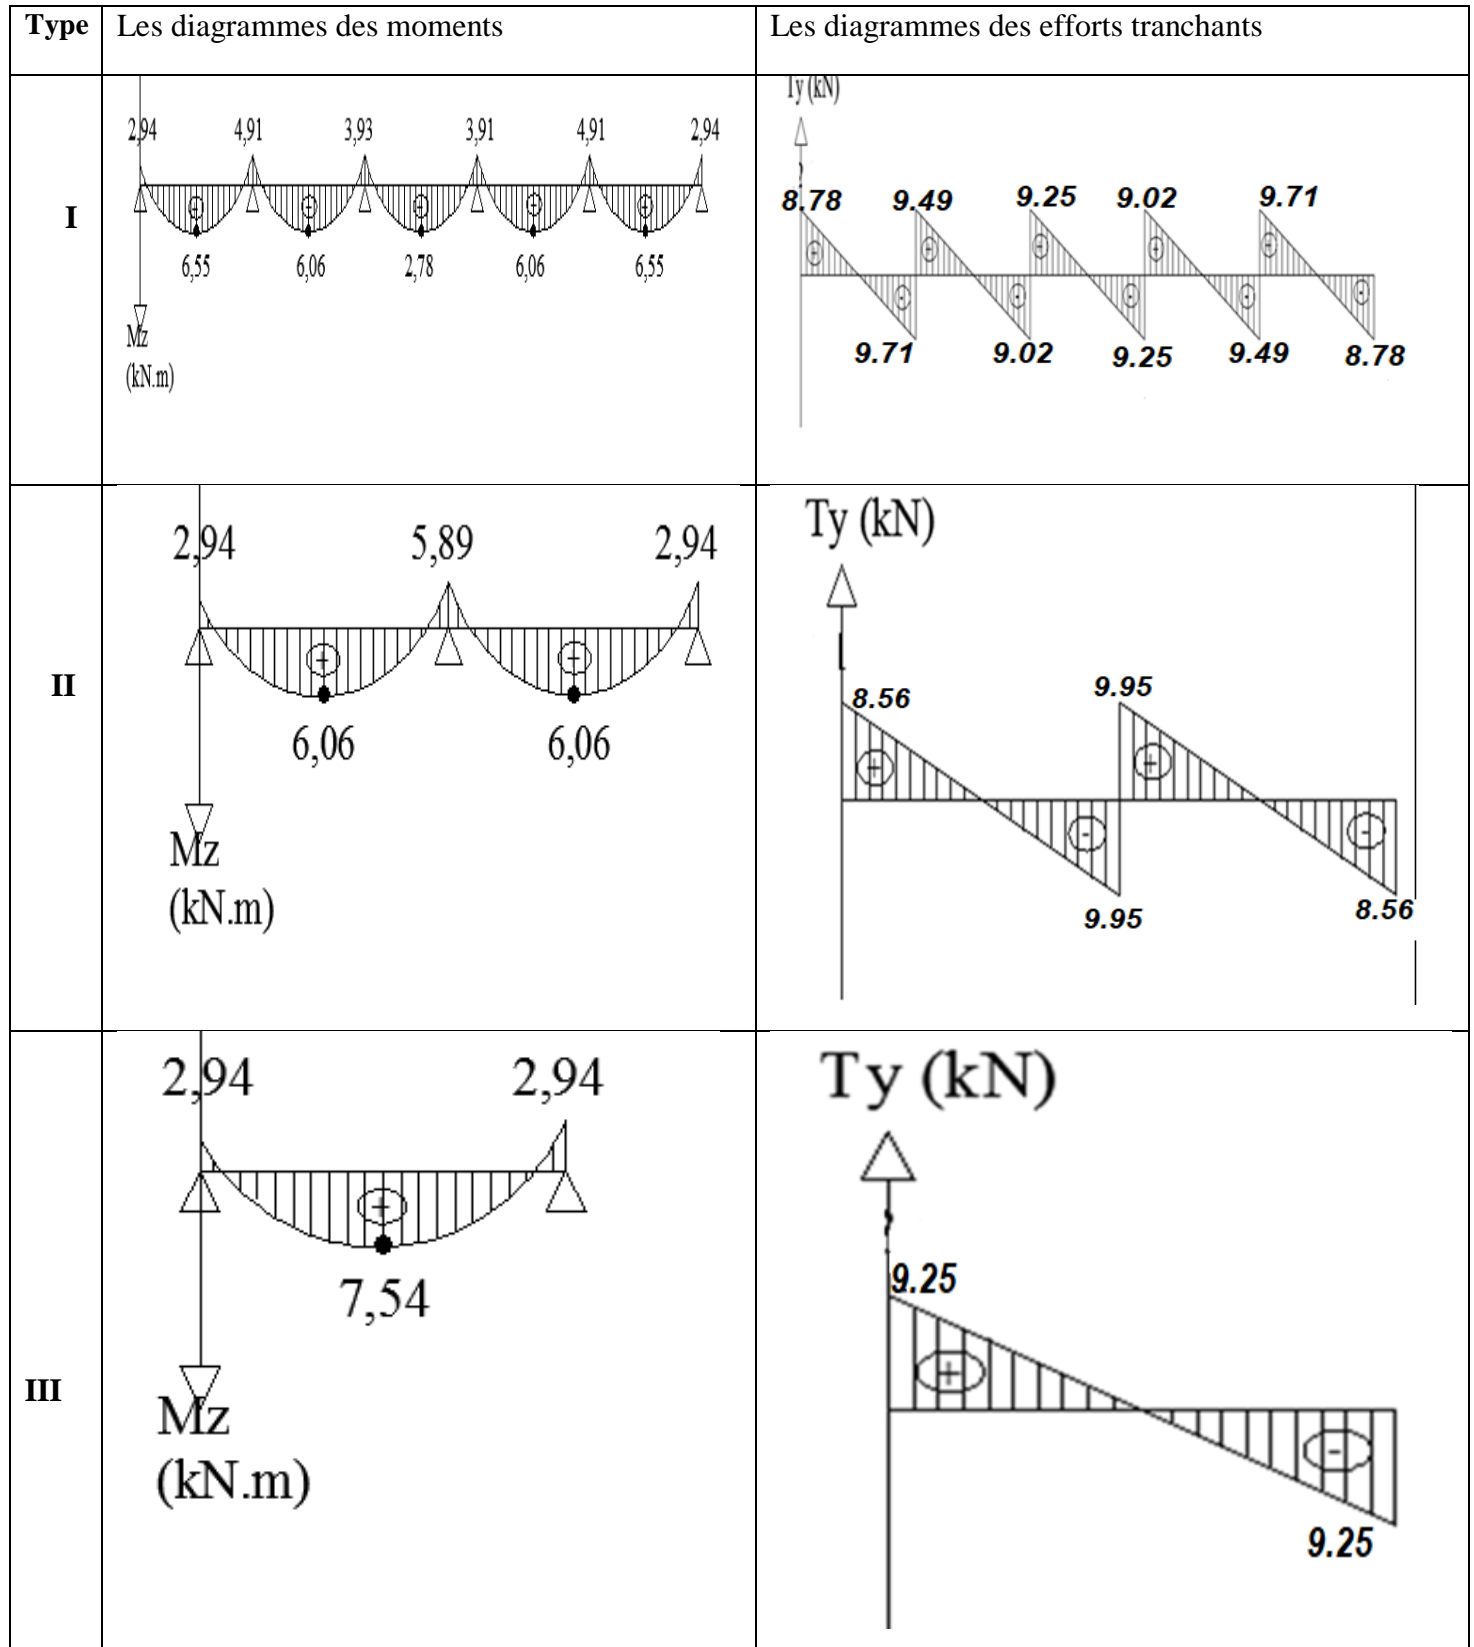 Type Les diagrammes des moments Les diagrammes des efforts tranchants
I
2,94 4,91 3,93 3,91 4,91 2,94
+ + + + +
6,55 6,06 2,78 6,06 6,55
Mz
(kN.m)
Ty (kN)
8.78 9.49 9.25 9.02 9.71
+ + + + +
- - - - -
9.71 9.02 9.25 9.49 8.78
II
2,94 5,89 2,94
+ +
6,06 6,06
Mz
(kN.m)
Ty (kN)
8.56 9.95
+ +
- -
9.95 8.56
III
2,94 2,94
+
7,54
Mz
(kN.m)
Ty (kN)
9.25
+
-
9.25